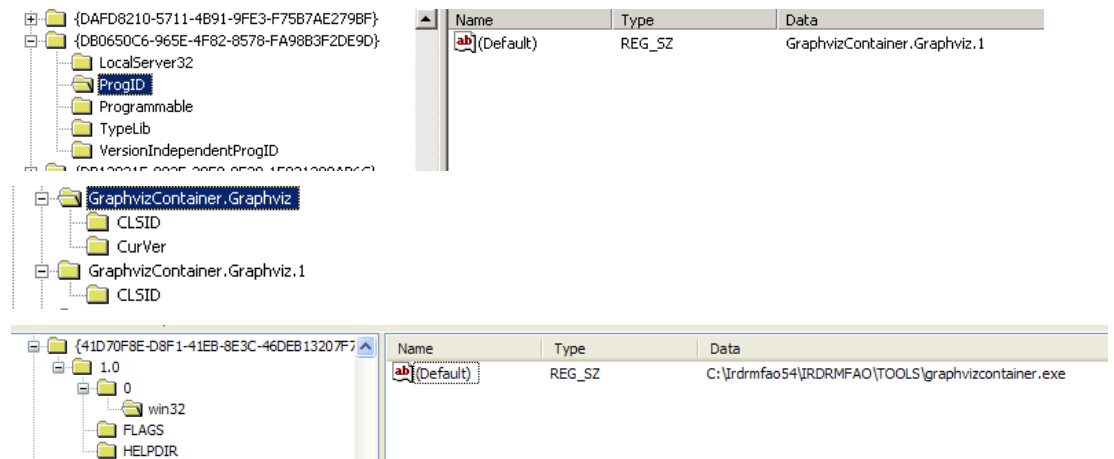 {DAFD8210-5711-4B91-9FE3-F75B7AE279BF}
{DB0650C6-965E-4F82-8578-FA98B3F2DE9D}
LocalServer32
ProgID
Programmable
TypeLib
VersionIndependentProgID
Name Type Data
ab (Default) REG_SZ GraphvizContainer.Graphviz.1
GraphvizContainer.Graphviz
CLSID
CurVer
GraphvizContainer.Graphviz.1
CLSID
{41D70F8E-D8F1-41EB-8E3C-46DEB13207F7
1.0
0
win32
FLAGS
HELPDIR
Name Type Data
ab (Default) REG_SZ C:\Irdrmfao54\IRDRMFAO\TOOLS\graphvizcontainer.exe